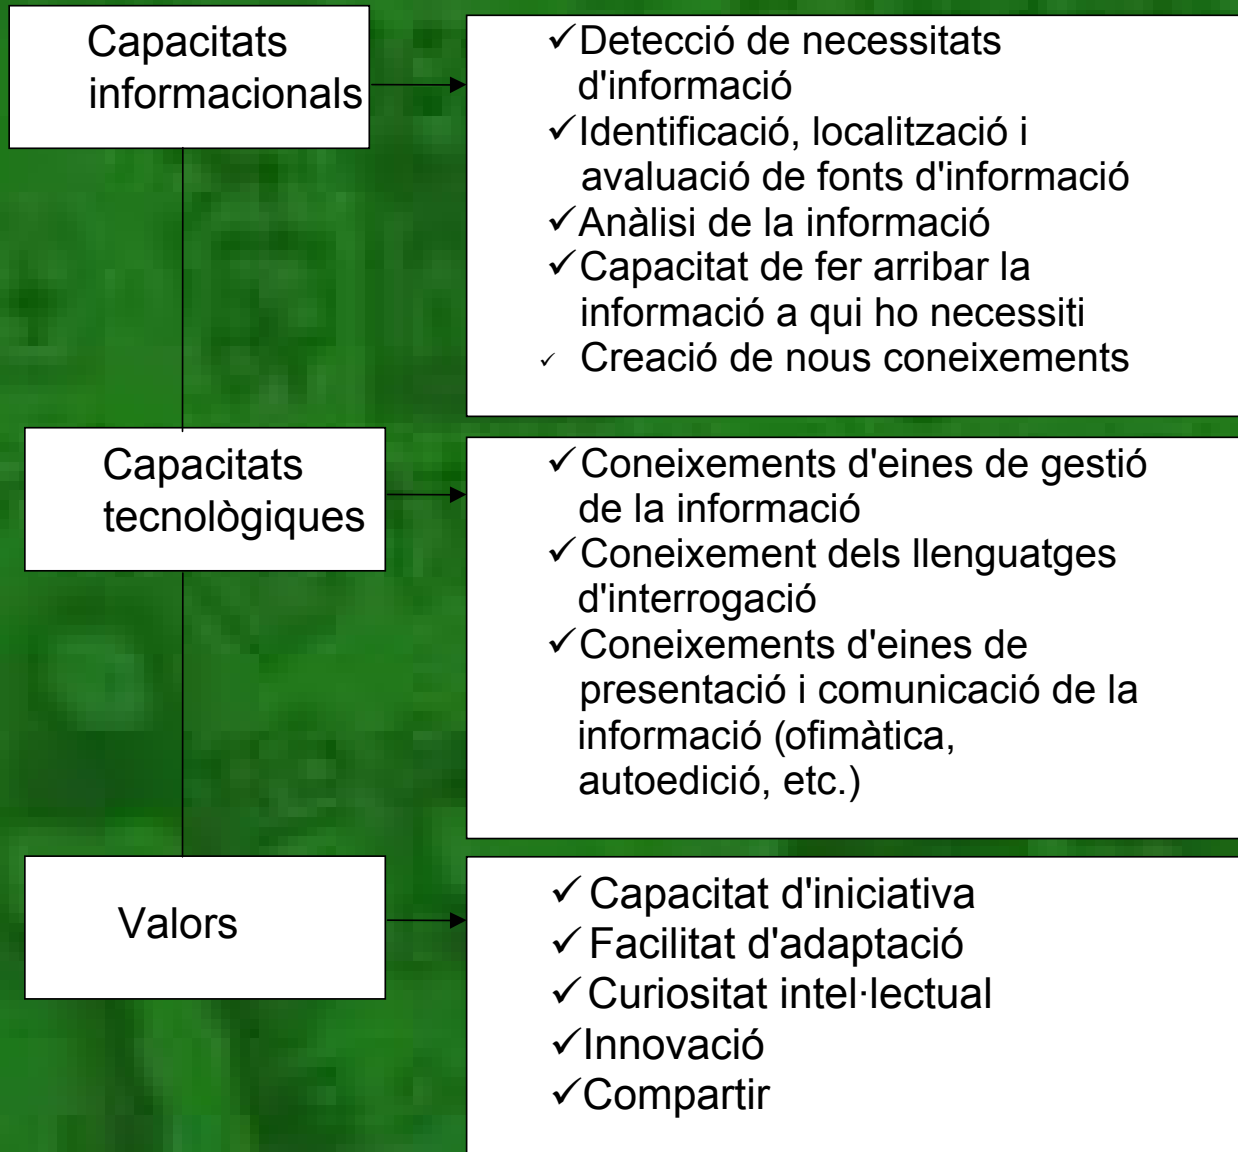 Capacitats
informacionals
✓Detecció de necessitats
d'informació
✓Identificació, localització i
avaluació de fonts d'informació
✓Anàlisi de la informació
✓Capacitat de fer arribar la
informació a qui ho necessiti
✓ Creació de nous coneixements
Capacitats
tecnològiques
✓Coneixements d'eines de gestió
de la informació
✓Coneixement dels llenguatges
d'interrogació
✓Coneixements d'eines de
presentació i comunicació de la
informació (ofimàtica,
autoedició, etc.)
Valors
✓Capacitat d'iniciativa
✓Facilitat d'adaptació
✓Curiositat intel·lectual
✓Innovació
✓Compartir